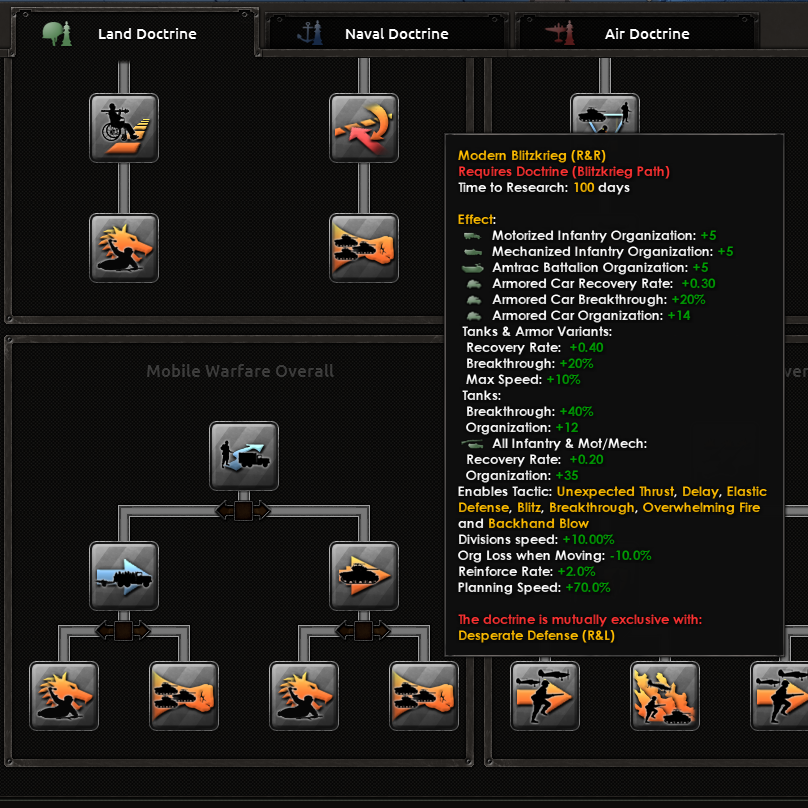 Land Doctrine
Naval Doctrine
Air Doctrine
Modern Blitzkrieg (R&R)
Requires Doctrine (Blitzkrieg Path)
Time to Research: 100 days
Effect:
Motorized Infantry Organization: +5
Mechanized Infantry Organization: +5
Amtrac Battalion Organization: +5
Armored Car Recovery Rate: +0.30
Armored Car Breakthrough: +20%
Armored Car Organization: +14
Tanks & Armor Variants:
Recovery Rate: +0.40
Breakthrough: +20%
Max Speed: +10%
Tanks:
Breakthrough: +40%
Organization: +12
All Infantry & Mot/Mech:
Recovery Rate: +0.20
Organization: +35
Enables Tactic: Unexpected Thrust, Delay, Elastic
Defense, Blitz, Breakthrough, Overwhelming Fire
and Backhand Blow
Divisions speed: +10.00%
Org Loss when Moving: -10.0%
Reinforce Rate: +2.0%
Planning Speed: +70.0%
The doctrine is mutually exclusive with:
Desperate Defense (R&L)
Mobile Warfare Overall